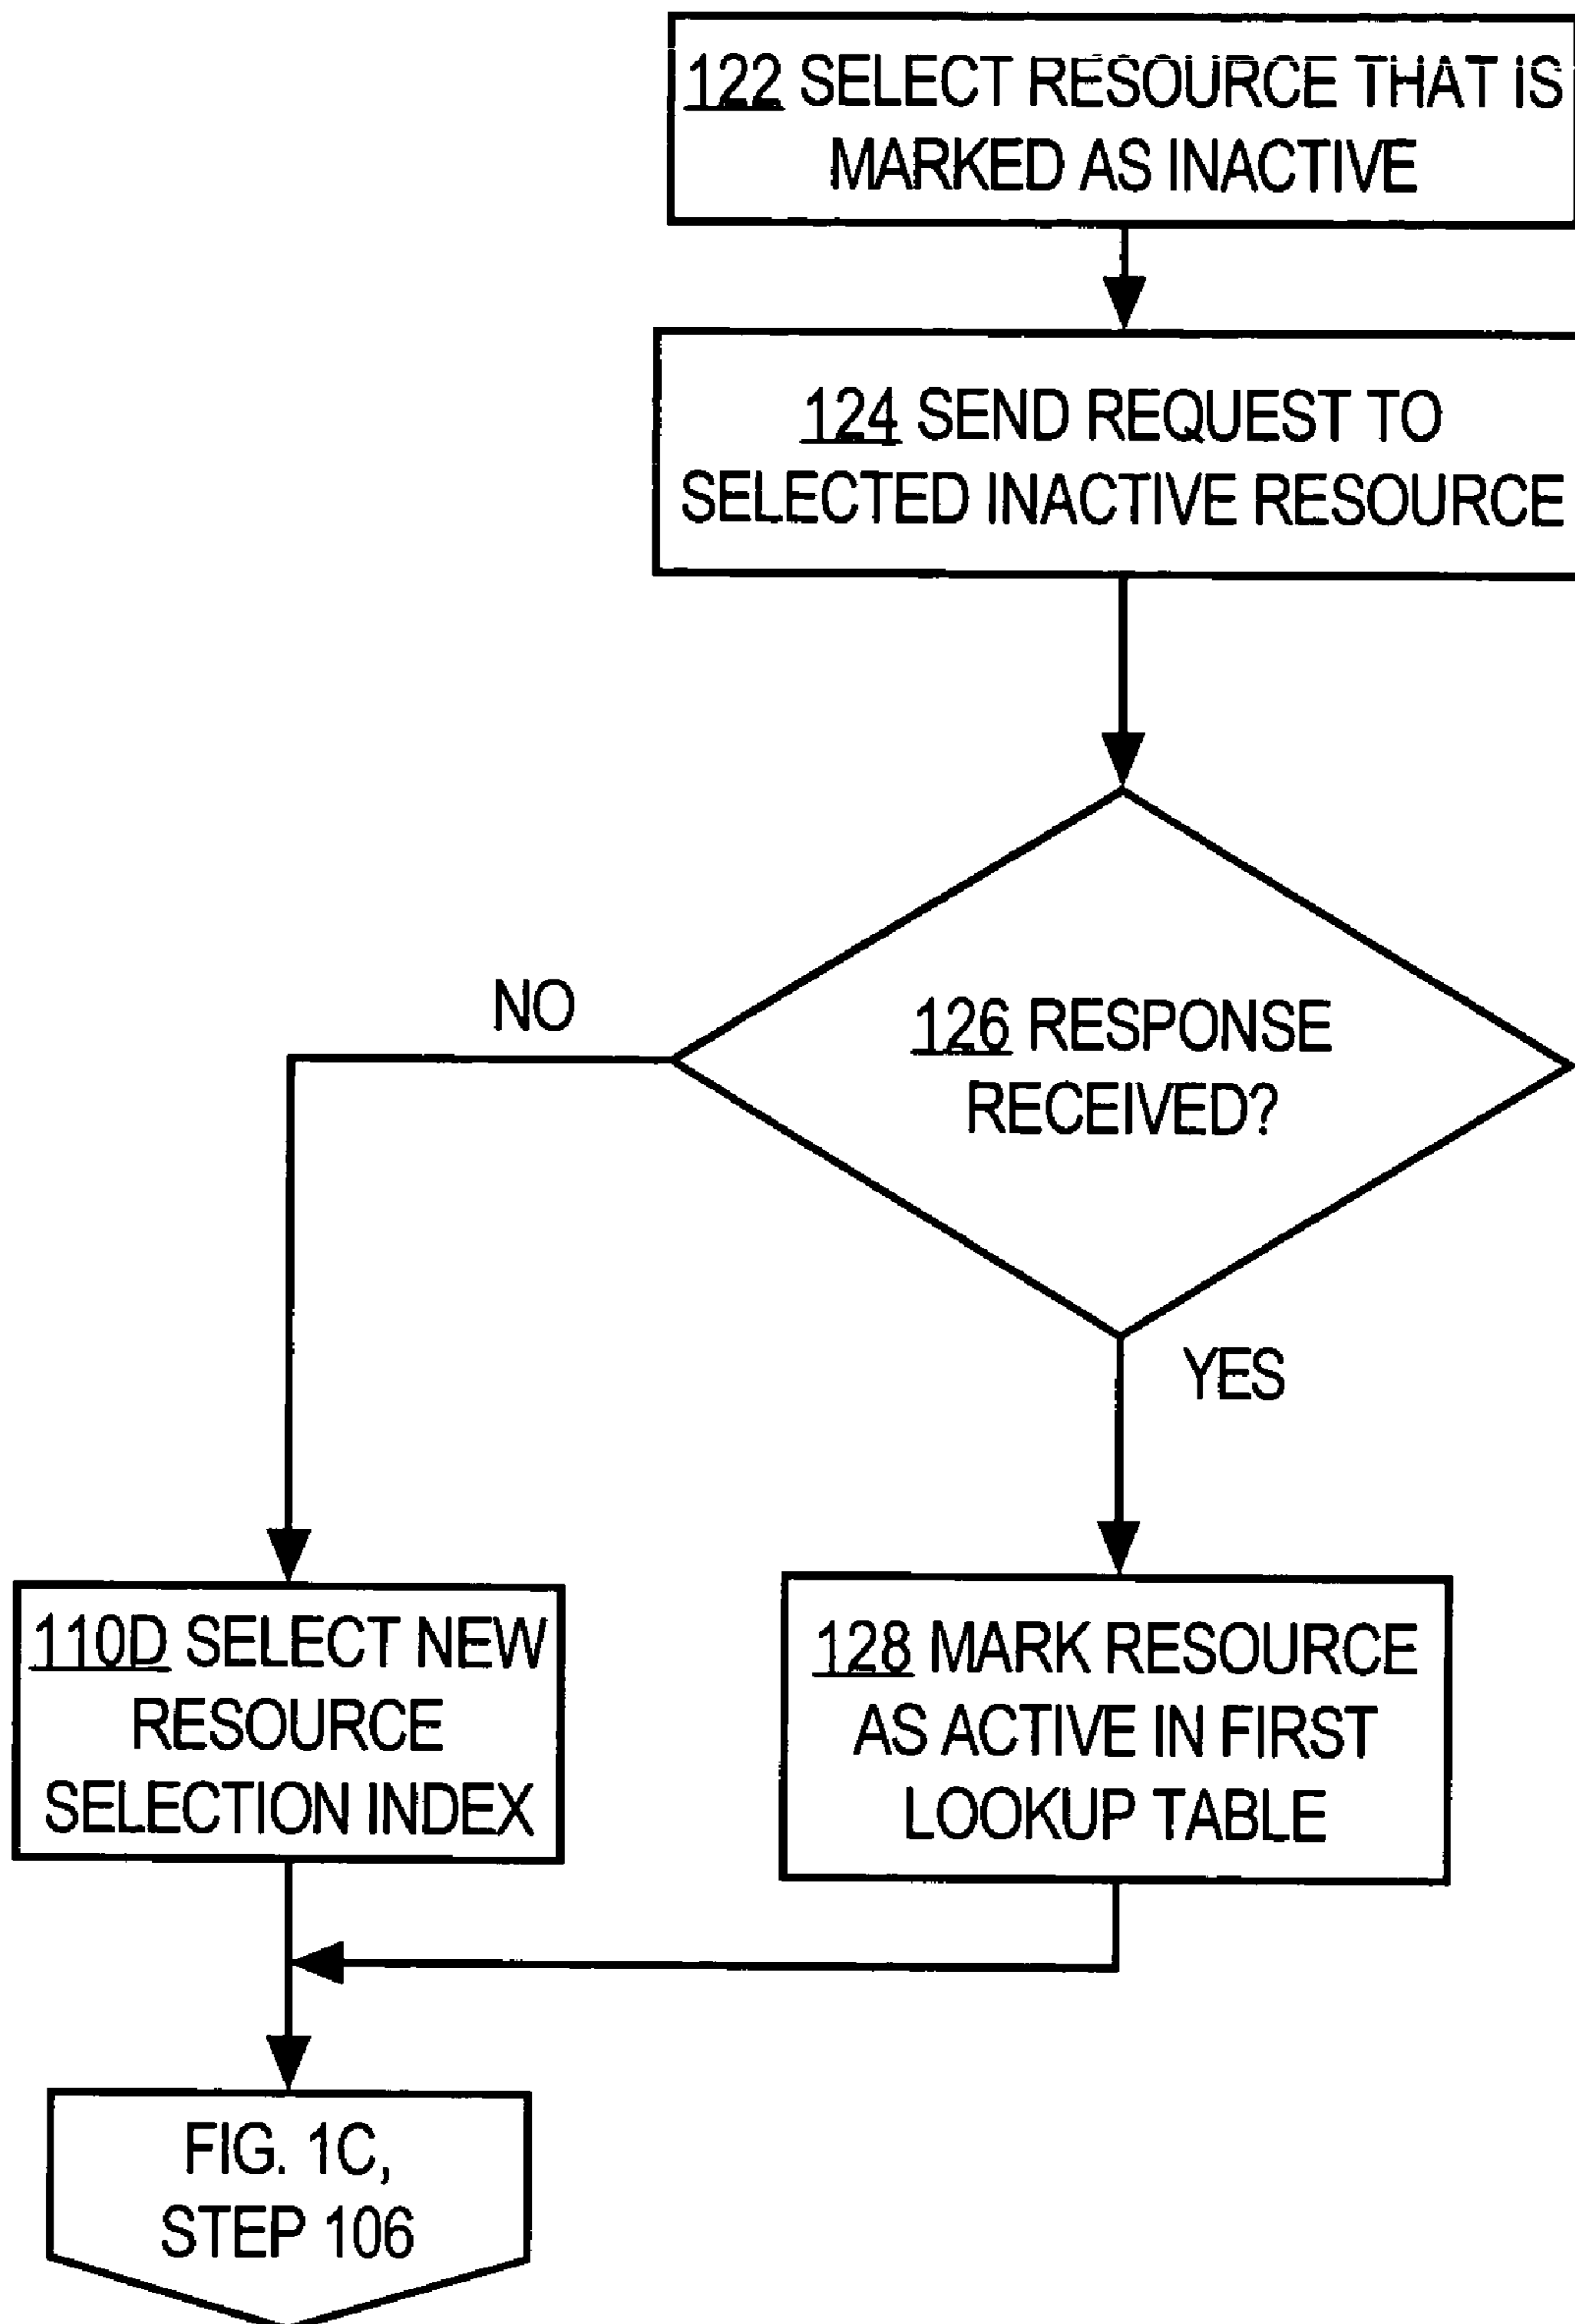 122 SELECT RESOURCE THAT IS
MARKED AS INACTIVE
124 SEND REQUEST TO
SELECTED INACTIVE RESOURCE
126 RESPONSE
RECEIVED?
NO
YES
110D SELECT NEW
RESOURCE
SELECTION INDEX
128 MARK RESOURCE
AS ACTIVE IN FIRST
LOOKUP TABLE
FIG. 1C,
STEP 106